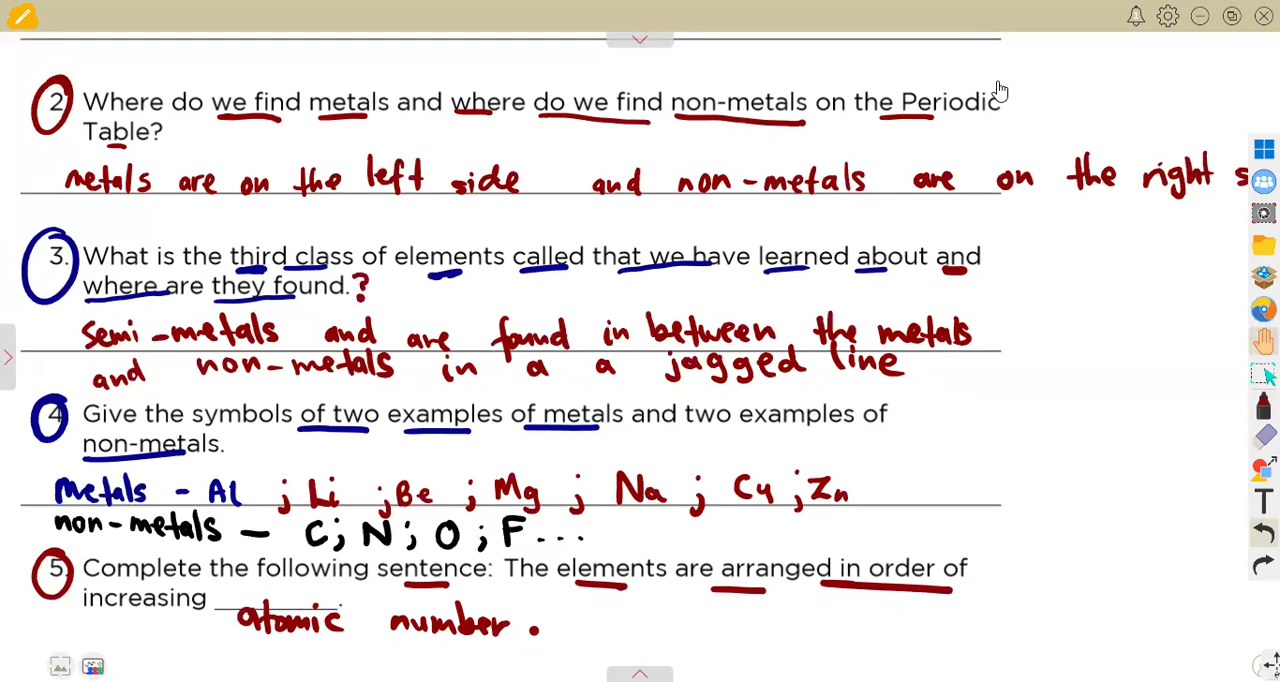 2. Where do we find metals and where do we find non-metals on the Periodic
Table?
metals are on the left side and non-metals are on the right s
3. What is the third class of elements called that we have learned about and
where are they found.?
semi-metals and are found in between the metals
and non-metals in a a jagged line
4. Give the symbols of two examples of metals and two examples of
non-metals.
metals - Al ; Li ; Be ; Mg ; Na ; Cu ; Zn
non-metals - C; N; O; F...
5. Complete the following sentence: The elements are arranged in order of
increasing __________.
atomic number.
T